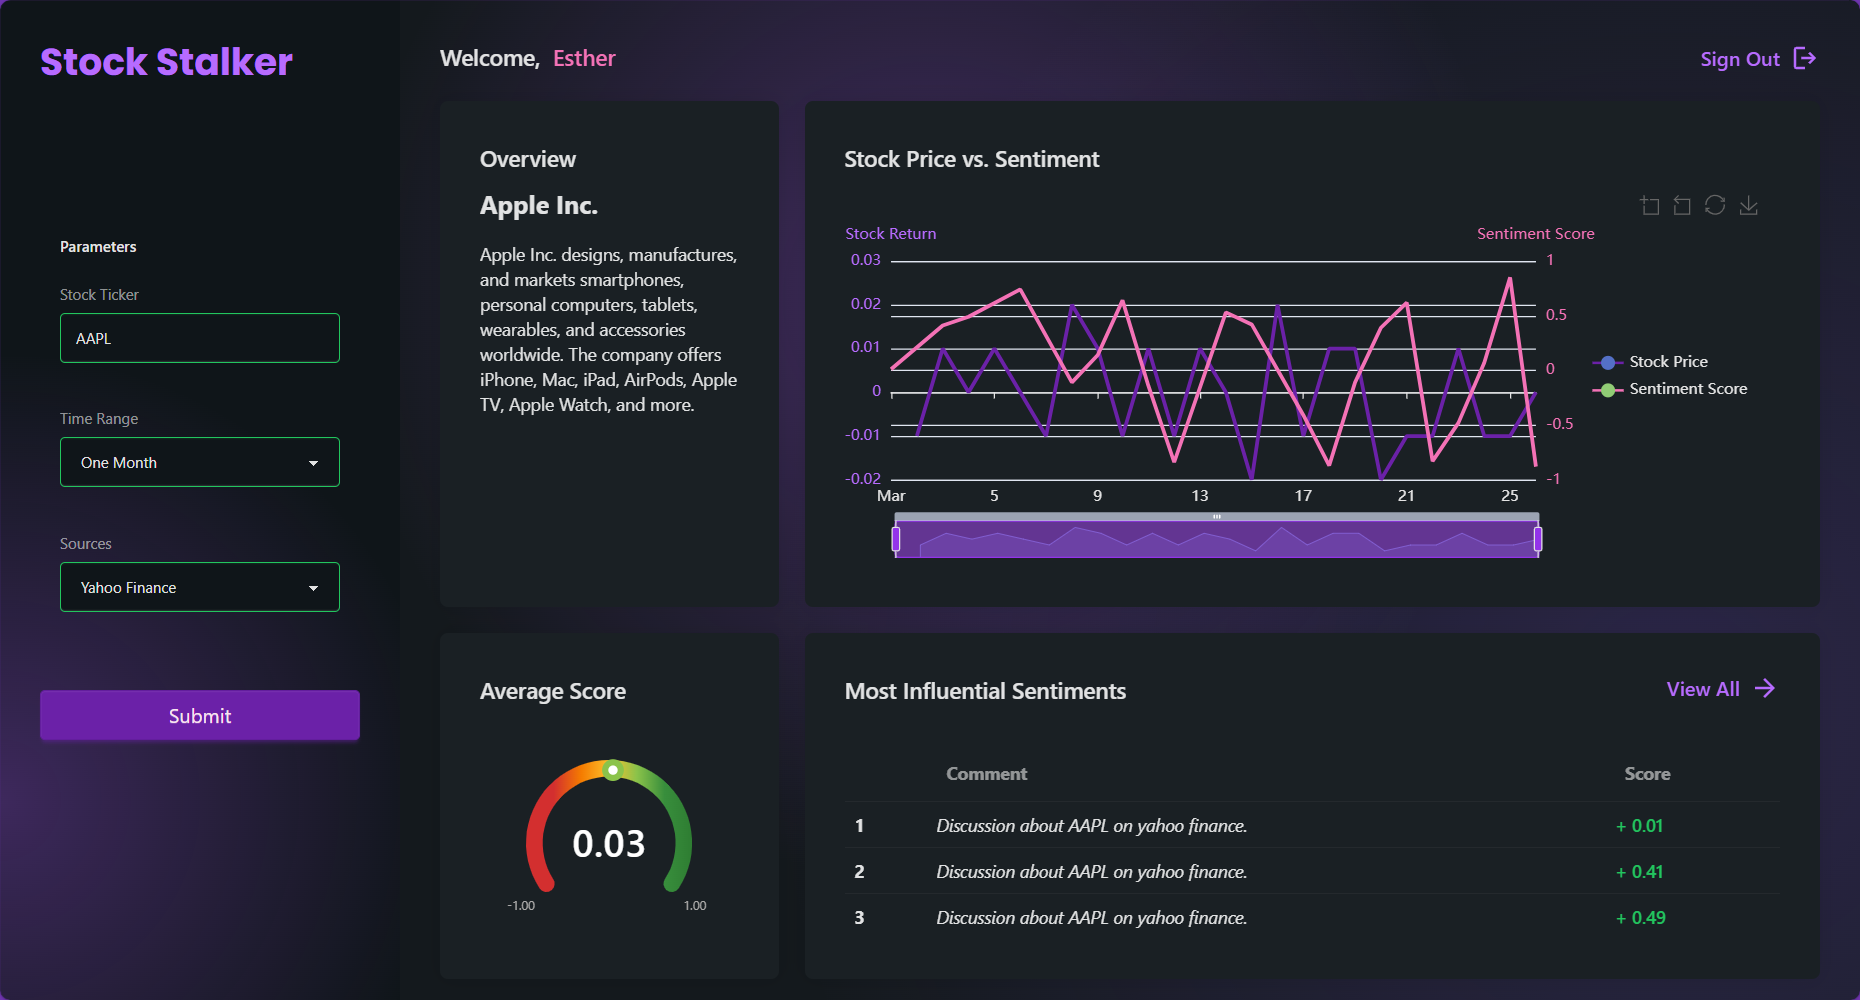 Stock Stalker
Parameters
Stock Ticker
AAPL
Time Range
One Month
Sources
Yahoo Finance
Submit
Welcome, Esther
Sign Out
Overview
Apple Inc.
Apple Inc. designs, manufactures,
and markets smartphones,
personal computers, tablets,
wearables, and accessories
worldwide. The company offers
iPhone, Mac, iPad, AirPods, Apple
TV, Apple Watch, and more.
Stock Price vs. Sentiment
Stock Return
Sentiment Score
0.03
0.02
0.01
0
-0.01
-0.02
1
0.5
0
-0.5
-1
Mar 5 9 13 17 21 25
Stock Price
Sentiment Score
Average Score
0.03
-1.00 1.00
Most Influential Sentiments
View All
Comment Score
1 Discussion about AAPL on yahoo finance. + 0.01
2 Discussion about AAPL on yahoo finance. + 0.41
3 Discussion about AAPL on yahoo finance. + 0.49